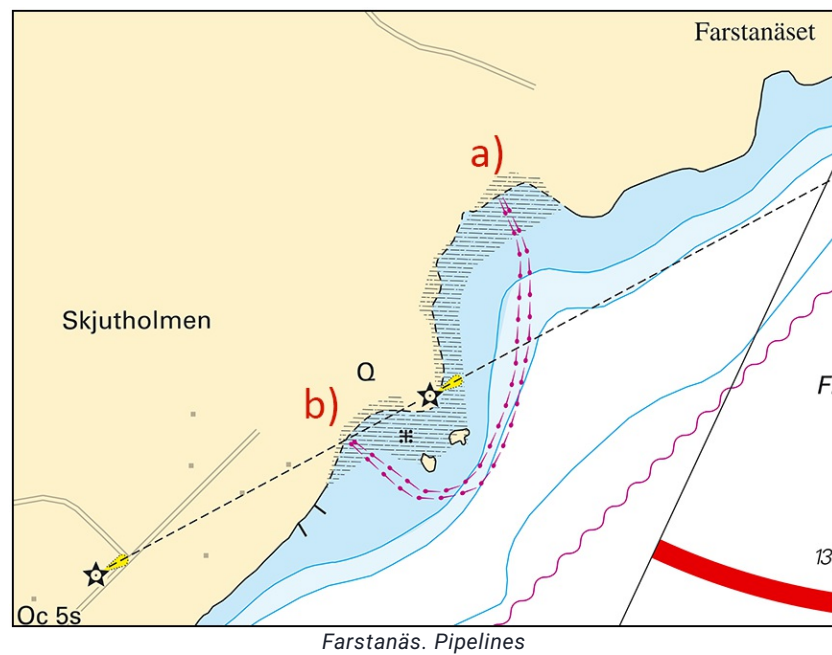 Farstanäset
a)
Skjutholmen
Q
b)
F.
13
Oc 5s
Farstanäs. Pipelines